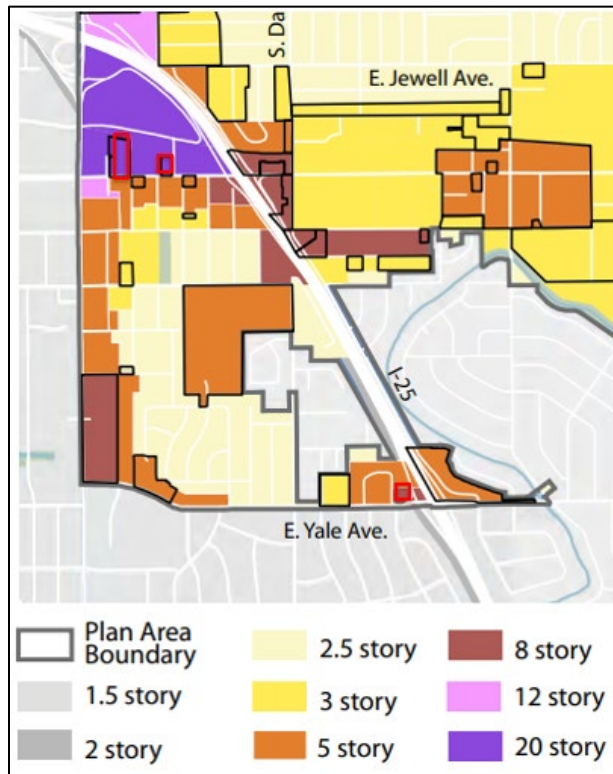 S. Da
E. Jewell Ave.
I-25
E. Yale Ave.
Plan Area
Boundary
1.5 story
2 story
2.5 story
3 story
5 story
8 story
12 story
20 story